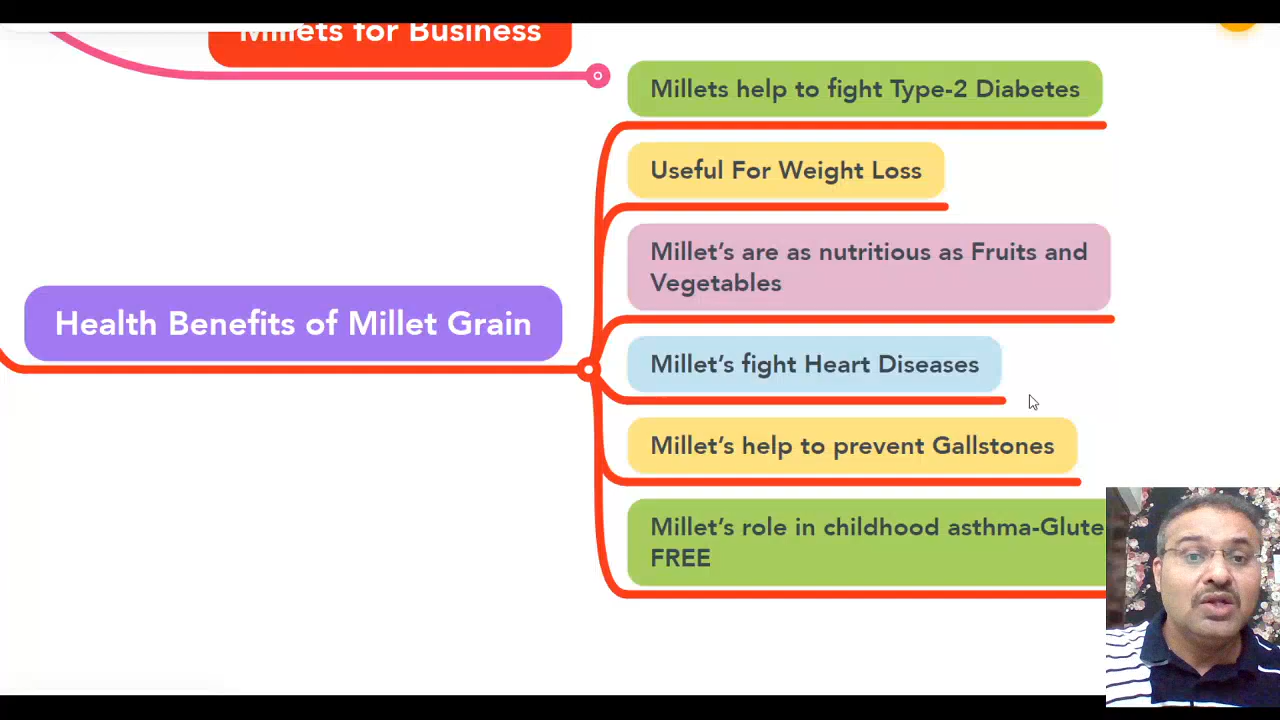 Millets for Business
Millets help to fight Type-2 Diabetes
Useful For Weight Loss
Millet's are as nutritious as Fruits and
Vegetables
Health Benefits of Millet Grain
Millet's fight Heart Diseases
Millet's help to prevent Gallstones
Millet's role in childhood asthma-Glute
FREE